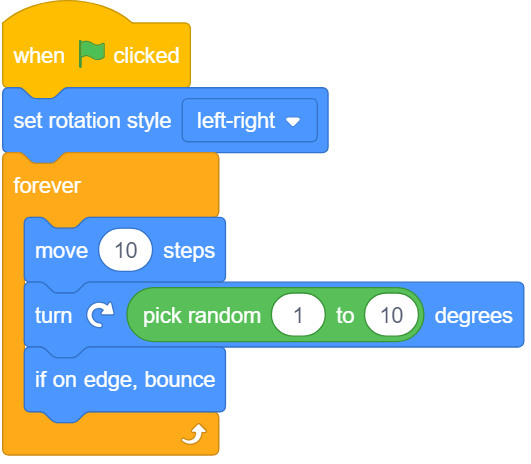 when clicked
set rotation style left-right
forever
move 10 steps
turn pick random 1 to 10 degrees
if on edge, bounce